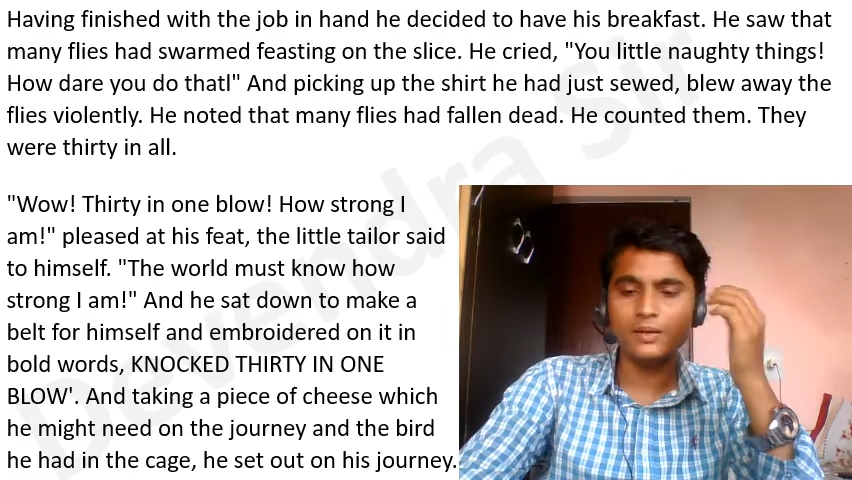 Having finished with the job in hand he decided to have his breakfast. He saw that
many flies had swarmed feasting on the slice. He cried, "You little naughty things!
How dare you do thatl" And picking up the shirt he had just sewed, blew away the
flies violently. He noted that many flies had fallen dead. He counted them. They
were thirty in all.
"Wow! Thirty in one blow! How strong I
am!" pleased at his feat, the little tailor said
to himself. "The world must know how
strong I am!" And he sat down to make a
belt for himself and embroidered on it in
bold words, KNOCKED THIRTY IN ONE
BLOW'. And taking a piece of cheese which
he might need on the journey and the bird
he had in the cage, he set out on his journey.
Devendra Sir